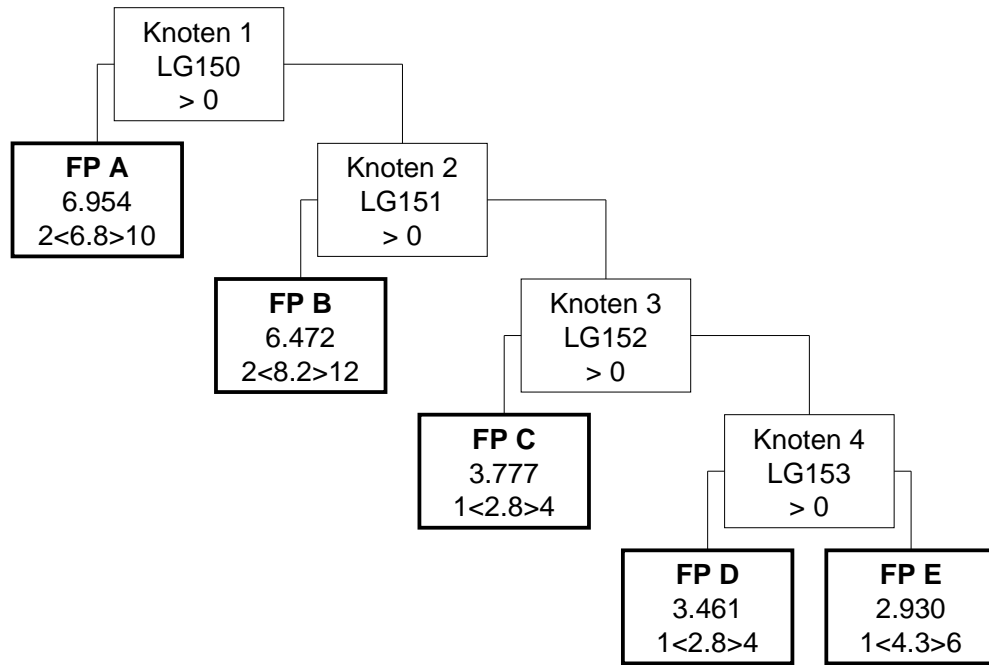 Knoten 1
LG150
> 0
FP A
6.954
2<6.8>10
Knoten 2
LG151
> 0
FP B
6.472
2<8.2>12
Knoten 3
LG152
> 0
FP C
3.777
1<2.8>4
Knoten 4
LG153
> 0
FP D
3.461
1<2.8>4
FP E
2.930
1<4.3>6